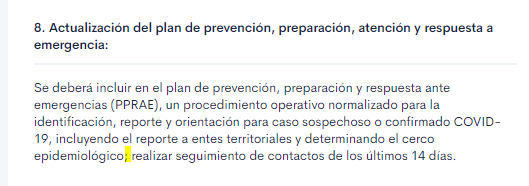 8. Actualización del plan de prevención, preparación, atención y respuesta a
emergencia:
Se deberá incluir en el plan de prevención, preparación y respuesta ante
emergencias (PPRAE), un procedimiento operativo normalizado para la
identificación, reporte y orientación para caso sospechoso o confirmado COVID-
19, incluyendo el reporte a entes territoriales y determinando el cerco
epidemiológico; realizar seguimiento de contactos de los últimos 14 días.